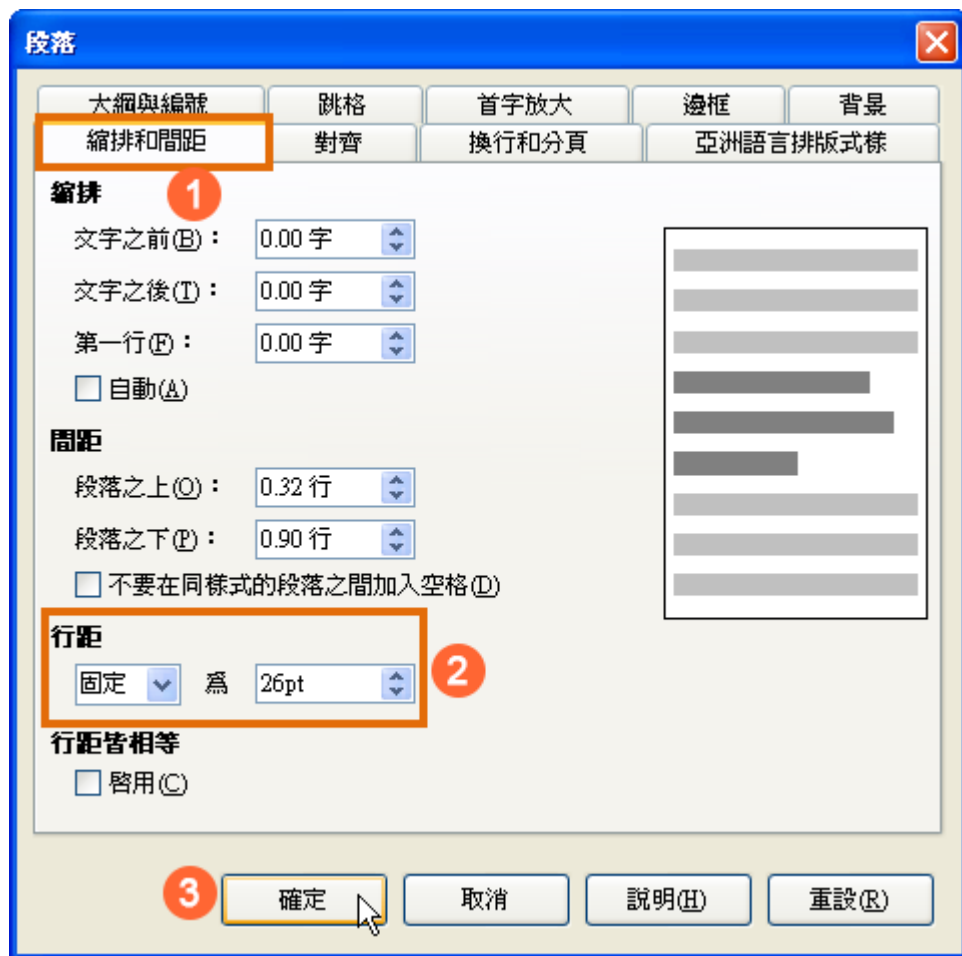 段落
大綱與編號 跳格 首字放大 邊框 背景
縮排和間距 對齊 換行和分頁 亞洲語言排版式樣
1
縮排
文字之前(B)： 0.00 字
文字之後(T)： 0.00 字
第一行(F)： 0.00 字
自動(A)
間距
段落之上(O)： 0.32 行
段落之下(P)： 0.90 行
不要在同樣式的段落之間加入空格(D)
行距
固定 為 26pt
2
行距皆相等
啓用(C)
3 確定 取消 說明(H) 重設(R)